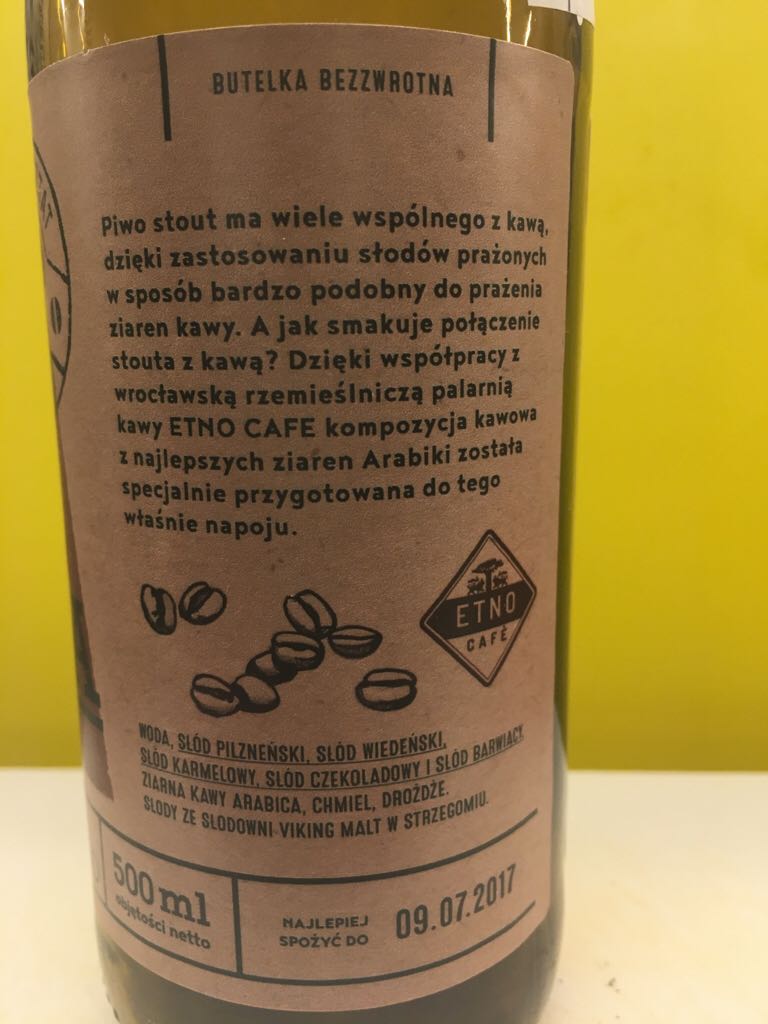 BUTELKA BEZZWROTNA
Piwo stout ma wiele wspólnego z kawą,
dzięki zastosowaniu słodów prażonych
w sposób bardzo podobny do prażenia
ziaren kawy. A jak smakuje połączenie
stouta z kawą? Dzięki współpracy z
wrocławską rzemieślniczą palarnią
kawy ETNO CAFE kompozycja kawowa
z najlepszych ziaren Arabiki została
specjalnie przygotowana do tego
właśnie napoju.
ETNO
CAFÉ
WODA, SŁÓD PILZNEŃSKI, SŁÓD WIEDEŃSKI,
SŁÓD KARMELOWY, SŁÓD CZEKOLADOWY I SŁÓD BARWIĄCY,
ZIARNA KAWY ARABICA, CHMIEL, DROŻDŻE.
SŁODY ZE SŁODOWNI VIKING MALT W STRZEGOMIU.
500 ml
objętości netto
NAJLEPIEJ
SPOŻYĆ DO
09.07.2017